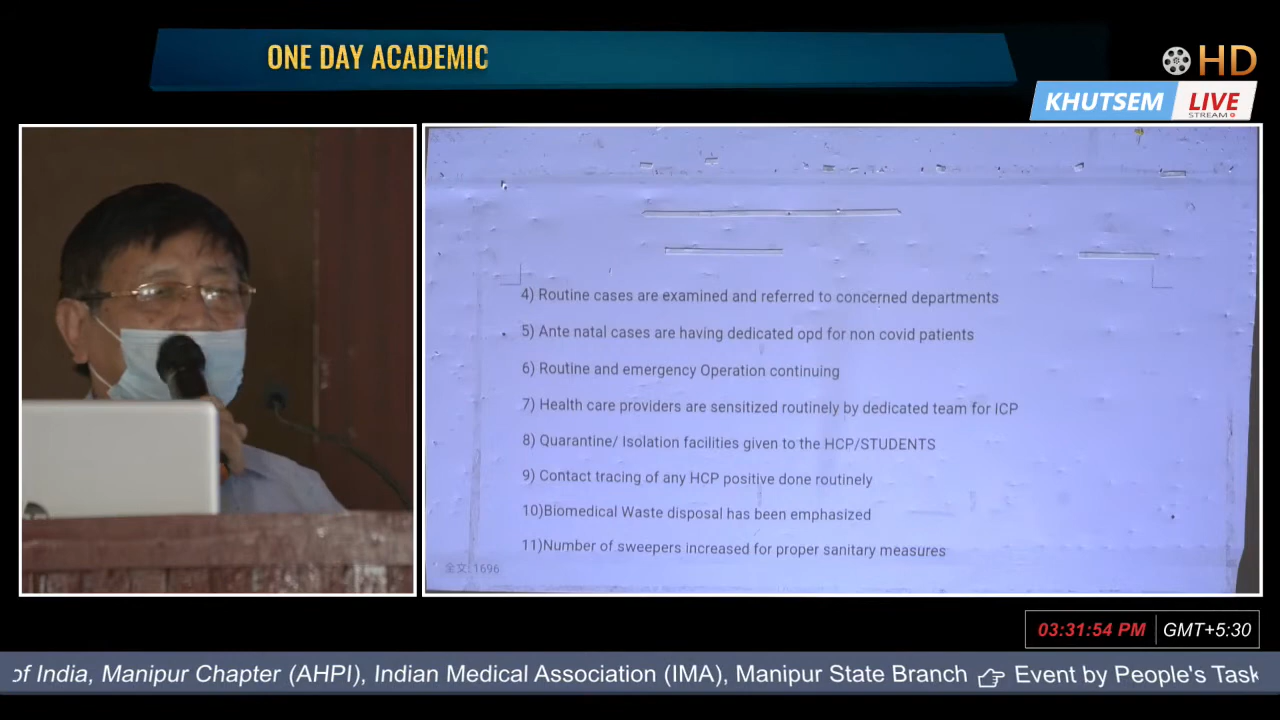 ONE DAY ACADEMIC
HD
KHUTSEM LIVE
STREAM
4) Routine cases are examined and referred to concerned departments
5) Ante natal cases are having dedicated opd for non covid patients
6) Routine and emergency Operation continuing
7) Health care providers are sensitized routinely by dedicated team for ICP
8) Quarantine/ Isolation facilities given to the HCP/STUDENTS
9) Contact tracing of any HCP positive done routinely
10)Biomedical Waste disposal has been emphasized
11)Number of sweepers increased for proper sanitary measures
全文: 1696
03:31:54 PM GMT+5:30
of India, Manipur Chapter (AHPI), Indian Medical Association (IMA), Manipur State Branch Event by People's Task